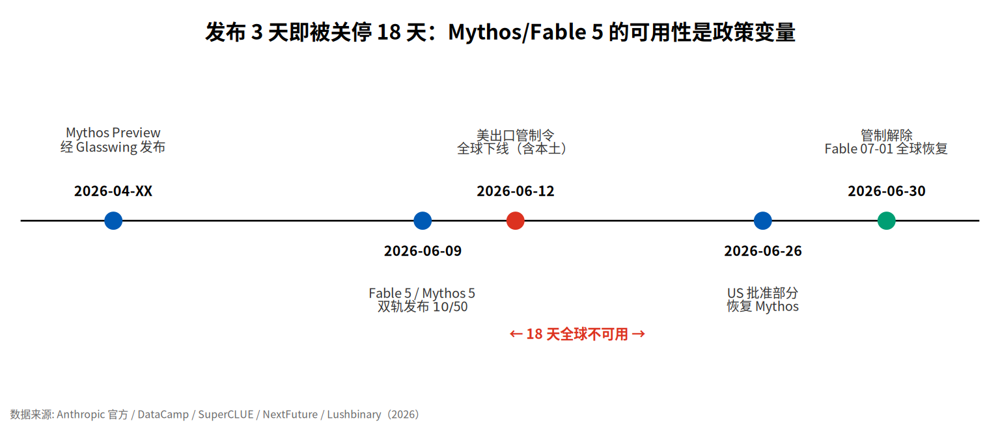 发布 3 天即被关停 18 天：Mythos/Fable 5 的可用性是政策变量
Mythos Preview
经 Glasswing 发布
2026-04-XX
2026-06-09
Fable 5 / Mythos 5
双轨发布 10/50
美出口管制令
全球下线（含本土）
2026-06-12
← 18 天全球不可用 →
2026-06-26
US 批准部分
恢复 Mythos
管制解除
Fable 07-01 全球恢复
2026-06-30
数据来源: Anthropic 官方 / DataCamp / SuperCLUE / NextFuture / Lushbinary（2026）